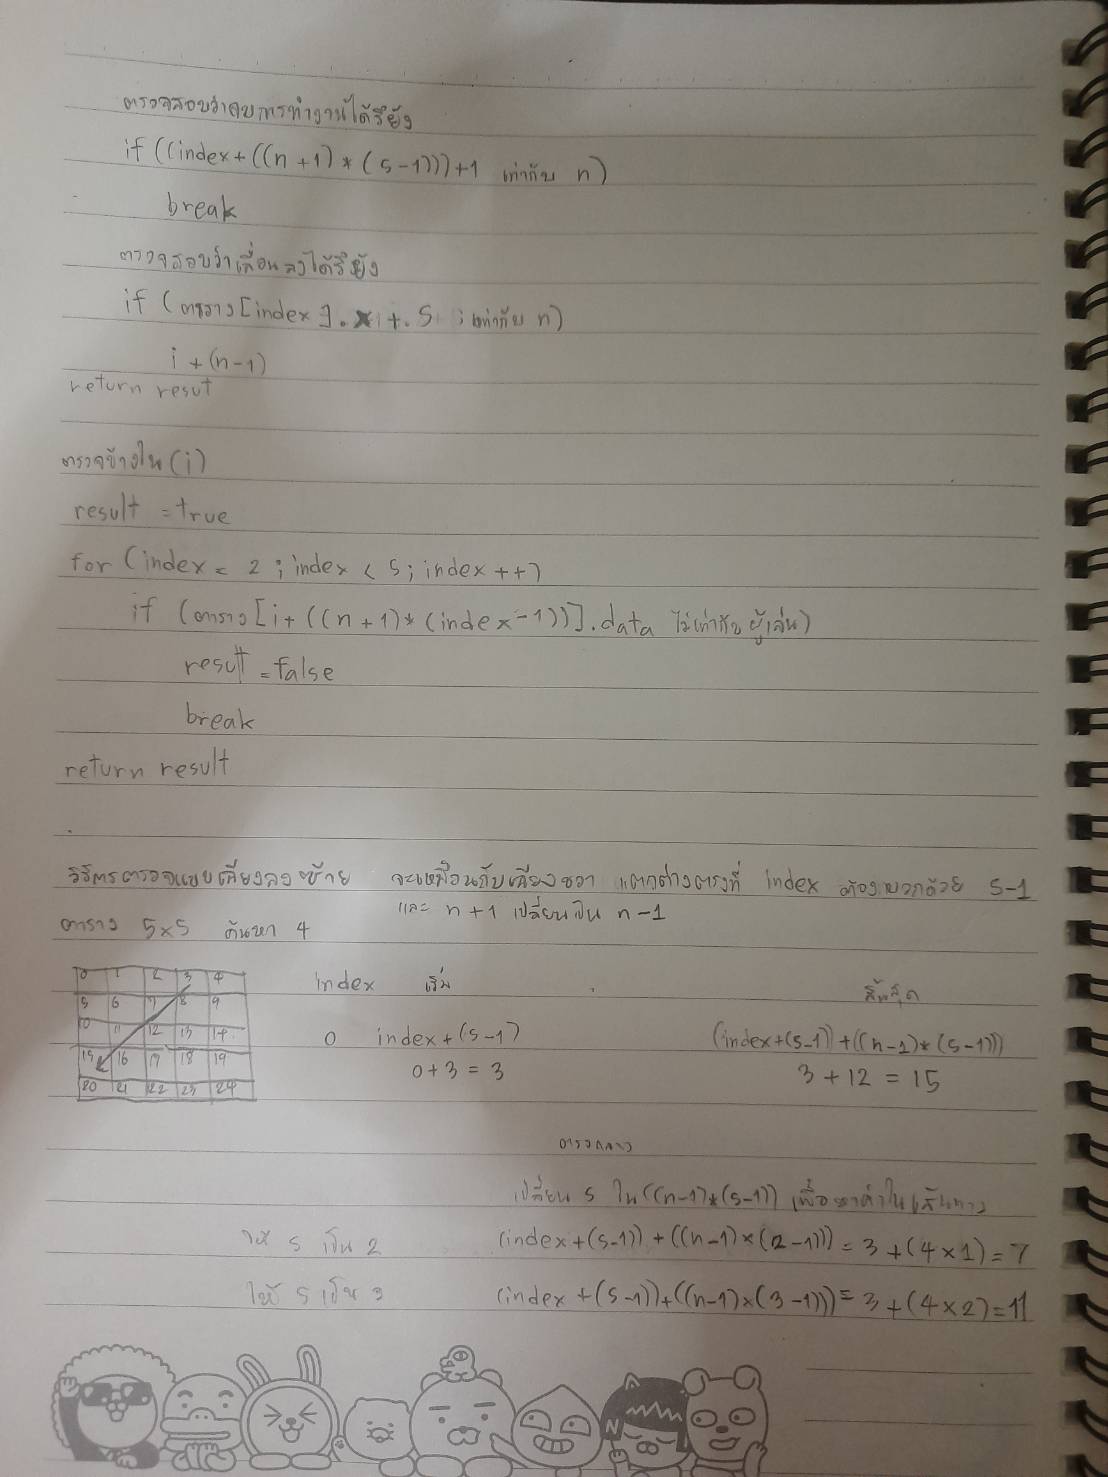 ตรวจสอบว่าจบการทำงานได้รึยัง
if ((index+((n+1)*(s-1)))+1 เท่ากับ n)
break
ตรวจสอบว่าเลื่อนลงได้รึยัง
if (ตาราง[index].x + s เท่ากับ n)
i + (n-1)
return resut
ตรวจข้างใน(i)
result = true
for (index = 2 ; index < s; index ++)
if (ตาราง[i+((n+1)*(index-1))].data ไม่เท่ากับ ผู้เล่น)
result = false
break
return result
วิธีการตรวจแบบเฉียงลงซ้าย จะเหมือนกับเฉียงขวา แตกต่างตรงที่ index ต้องบวกด้วย s-1
และ n+1 เปลี่ยนเป็น n-1
ตาราง 5x5 ค้นหา 4
0 1 2 3 4
5 6 7 8 9
10 11 12 13 14
15 16 17 18 19
20 21 22 23 24
index เริ่ม สิ้นสุด
0 index+(s-1) (index+(s-1))+((n-1)*(s-1)))
0+3 = 3 3+12 = 15
ตรงกลาง
เปลี่ยน s ใน ((n-1)*(s-1)) เพื่อหาค่าในเส้นทาง
ให้ s เป็น 2 (index+(s-1))+((n-1)×(2-1))) = 3+(4×1)=7
ให้ s เป็น 3 (index+(s-1))+((n-1)×(3-1))) = 3+(4×2)=11